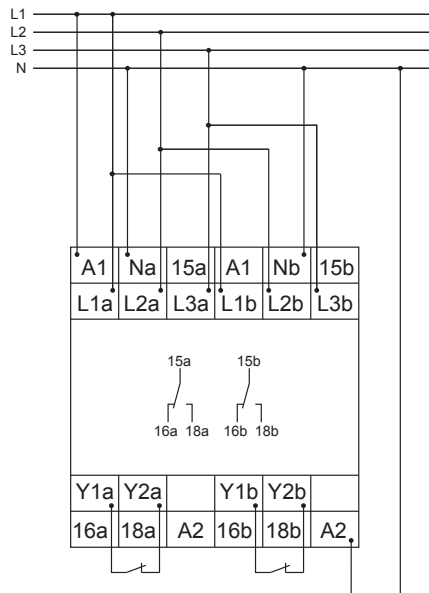 L1
L2
L3
N
A1 Na 15a A1 Nb 15b
L1a L2a L3a L1b L2b L3b
15a 15b
16a 18a 16b 18b
Y1a Y2a Y1b Y2b
16a 18a A2 16b 18b A2